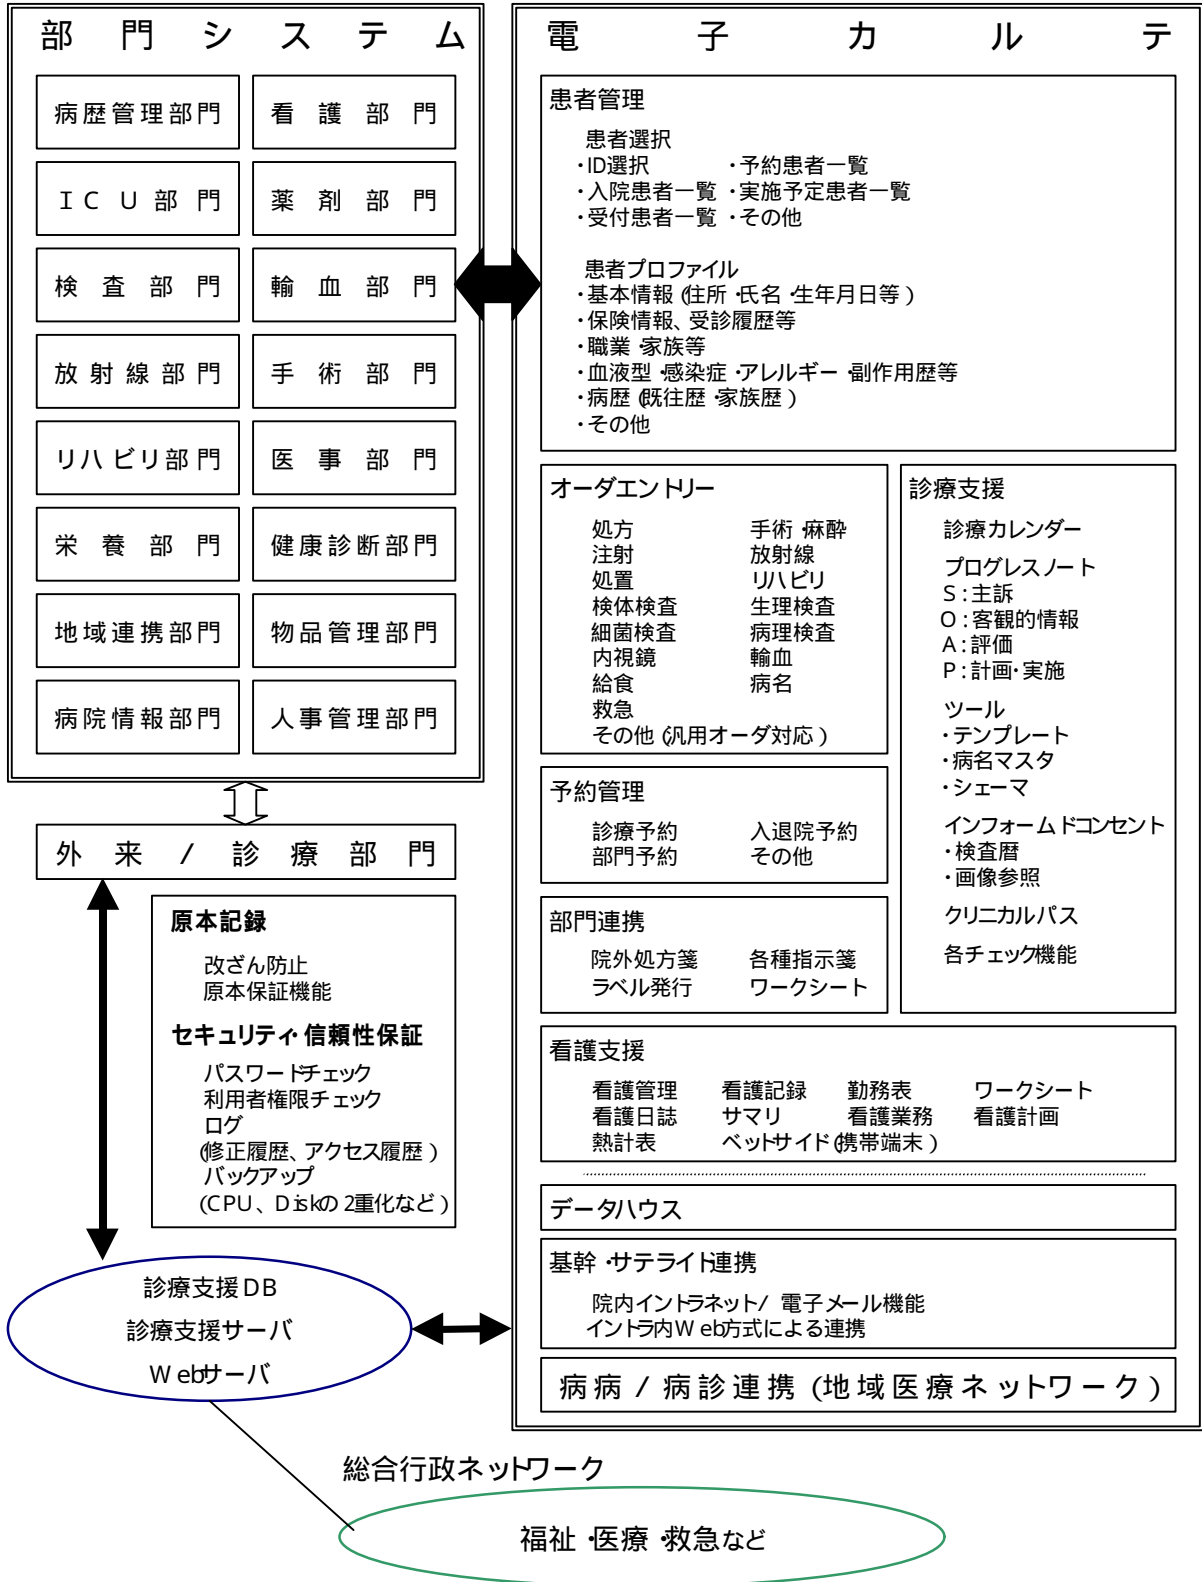 部門システム
病歴管理部門
看護部門
ICU部門
薬剤部門
検査部門
輸血部門
放射線部門
手術部門
リハビリ部門
医事部門
栄養部門
健康診断部門
地域連携部門
物品管理部門
病院情報部門
人事管理部門
外来/診療部門
原本記録
改ざん防止
原本保証機能
セキュリティ・信頼性保証
パスワードチェック
利用者権限チェック
ログ
(修正履歴、アクセス履歴)
バックアップ
(CPU、Diskの2重化など)
診療支援DB
診療支援サーバ
Webサーバ
電子カルテ
患者管理
患者選択
・ID選択 ・予約患者一覧
・入院患者一覧 ・実施予定患者一覧
・受付患者一覧 ・その他
患者プロファイル
・基本情報(住所・氏名・生年月日等)
・保険情報、受診履歴等
・職業・家族等
・血液型・感染症・アレルギー・副作用歴等
・病歴(既往歴・家族歴)
・その他
オーダエントリー
処方 手術・麻酔
注射 放射線
処置 リハビリ
検体検査 生理検査
細菌検査 病理検査
内視鏡 輸血
給食 病名
救急
その他(汎用オーダ対応)
予約管理
診療予約 入退院予約
部門予約 その他
部門連携
院外処方箋 各種指示箋
ラベル発行 ワークシート
診療支援
診療カレンダー
プログレスノート
S:主訴
O:客観的情報
A:評価
P:計画・実施
ツール
・テンプレート
・病名マスタ
・シェーマ
インフォームドコンセント
・検査暦
・画像参照
クリニカルパス
各チェック機能
看護支援
看護管理 看護記録 勤務表 ワークシート
看護日誌 サマリ 看護業務 看護計画
熱計表 ベットサイド(携帯端末)
データハウス
基幹・サテライト連携
院内イントラネット/ 電子メール機能
イントラ内Web方式による連携
病病/病診連携(地域医療ネットワーク)
総合行政ネットワーク
福祉・医療・救急など